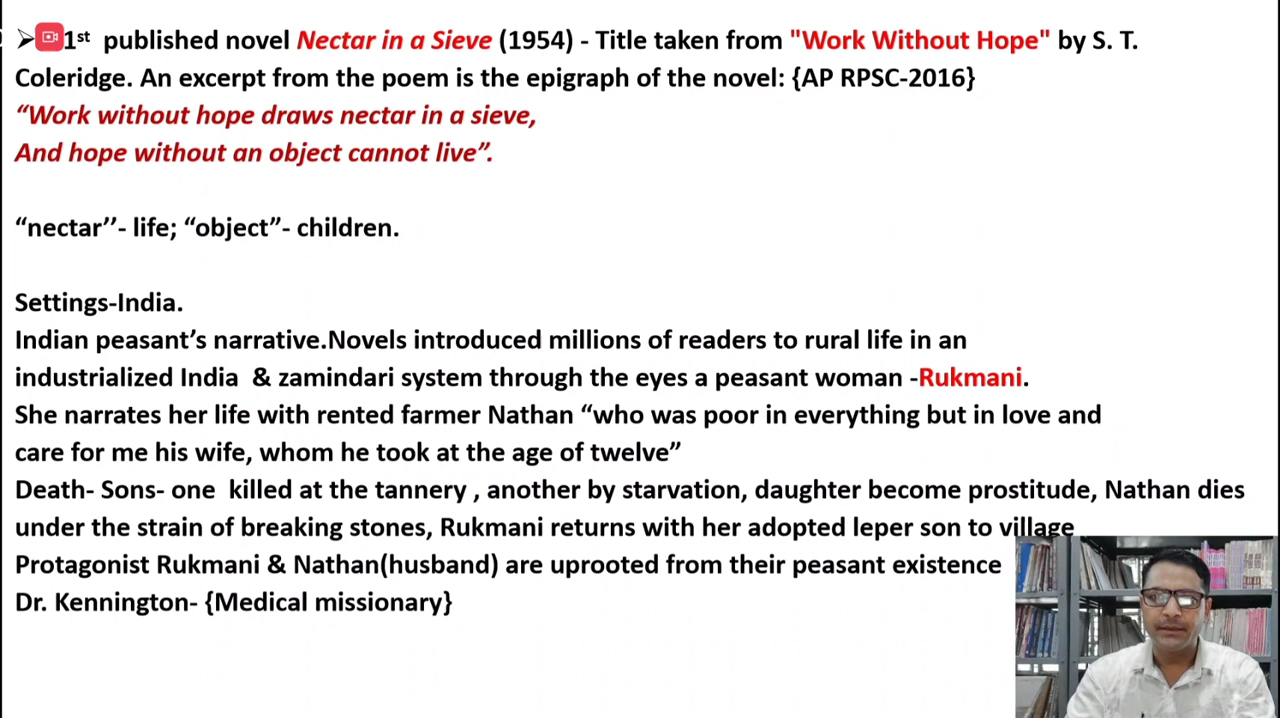 ➢ 1st published novel Nectar in a Sieve (1954) - Title taken from "Work Without Hope" by S. T.
Coleridge. An excerpt from the poem is the epigraph of the novel: {AP RPSC-2016}
“Work without hope draws nectar in a sieve,
And hope without an object cannot live”.
“nectar’’- life; “object”- children.
Settings-India.
Indian peasant’s narrative.Novels introduced millions of readers to rural life in an
industrialized India & zamindari system through the eyes a peasant woman -Rukmani.
She narrates her life with rented farmer Nathan “who was poor in everything but in love and
care for me his wife, whom he took at the age of twelve”
Death- Sons- one killed at the tannery , another by starvation, daughter become prostitude, Nathan dies
under the strain of breaking stones, Rukmani returns with her adopted leper son to village
Protagonist Rukmani & Nathan(husband) are uprooted from their peasant existence
Dr. Kennington- {Medical missionary}